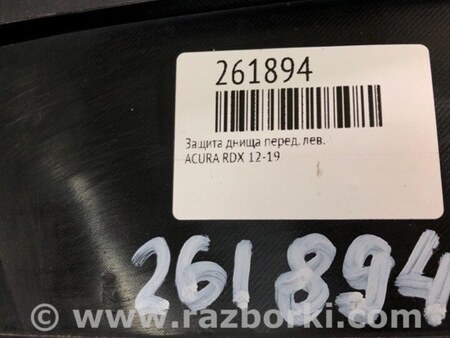 261894
Защита днища перед. лев.
ACURA RDX 12-19
261894
© www.razborki.com